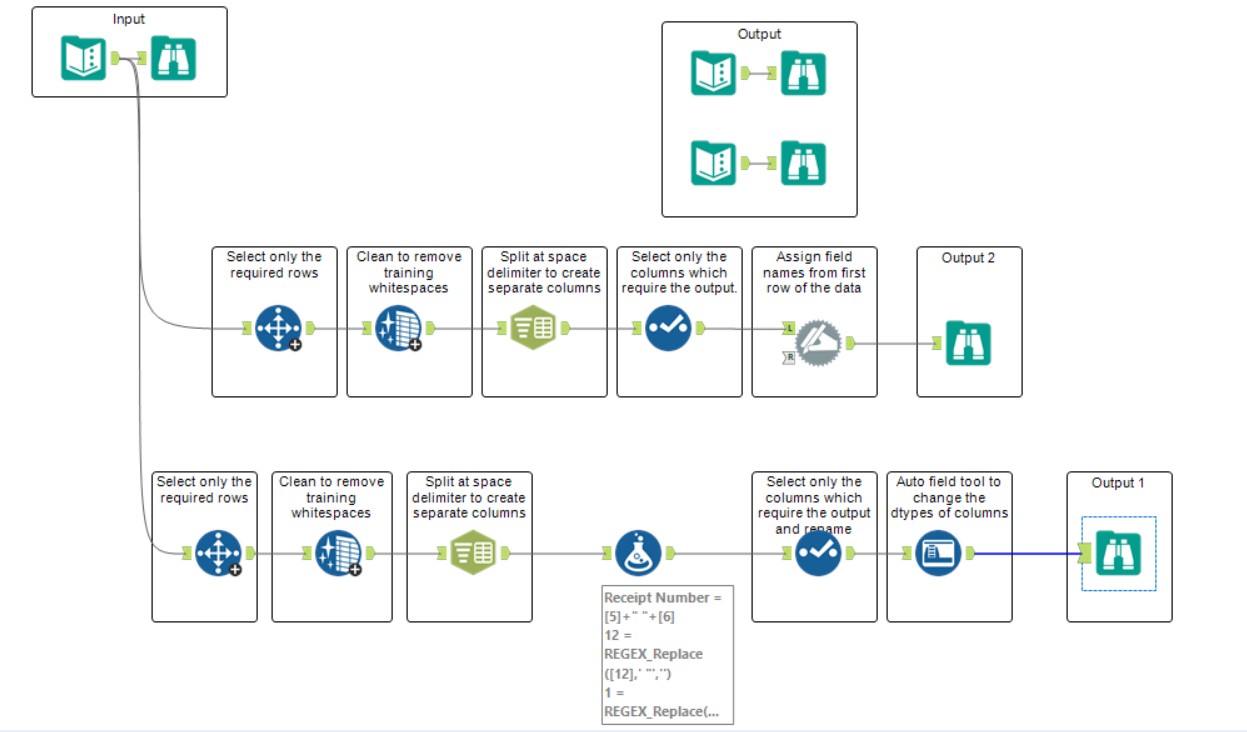 Input
Output
Select only the
required rows
Clean to remove
training
whitespaces
Split at space
delimiter to create
separate columns
Select only the
columns which
require the output.
Assign field
names from first
row of the data
L
R
Output 2
Select only the
required rows
Clean to remove
training
whitespaces
Split at space
delimiter to create
separate columns
Receipt Number =
[5]+" "+[6]
12 =
REGEX_Replace
([12],' "','')
1 =
REGEX_Replace(...
Select only the
columns which
require the output
and rename
Auto field tool to
change the
dtypes of columns
Output 1